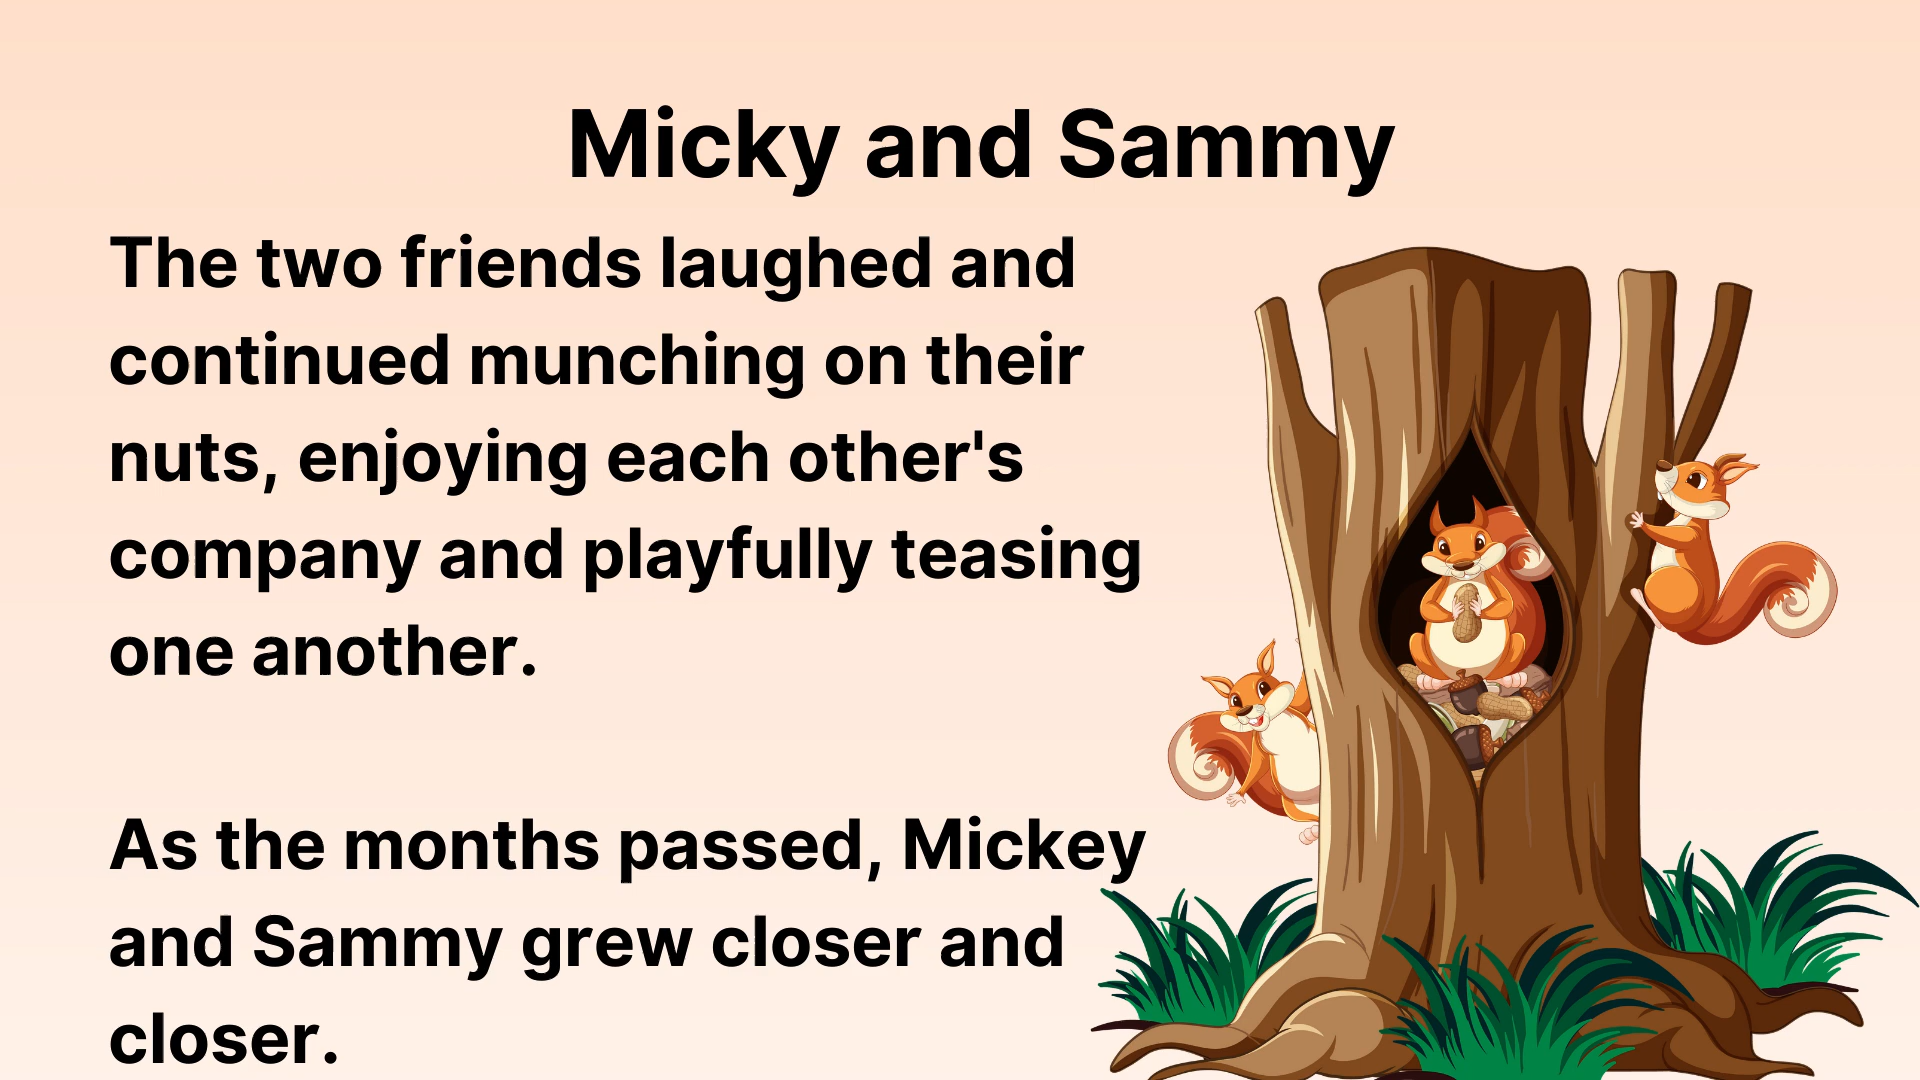 Micky and Sammy
The two friends laughed and
continued munching on their
nuts, enjoying each other's
company and playfully teasing
one another.
As the months passed, Mickey
and Sammy grew closer and
closer.